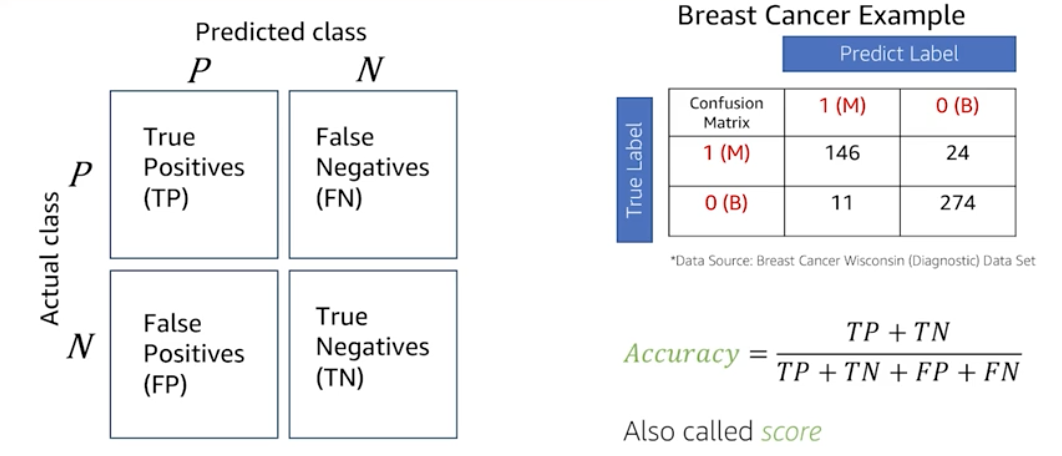 Predicted class
P N
Actual class
P
True
Positives
(TP)
False
Negatives
(FN)
N
False
Positives
(FP)
True
Negatives
(TN)
Breast Cancer Example
Predict Label
True Label
Confusion
Matrix
1 (M) 0 (B)
1 (M) 146 24
0 (B) 11 274
*Data Source: Breast Cancer Wisconsin (Diagnostic) Data Set
TP + TN
Accuracy =
TP + TN + FP + FN
Also called score